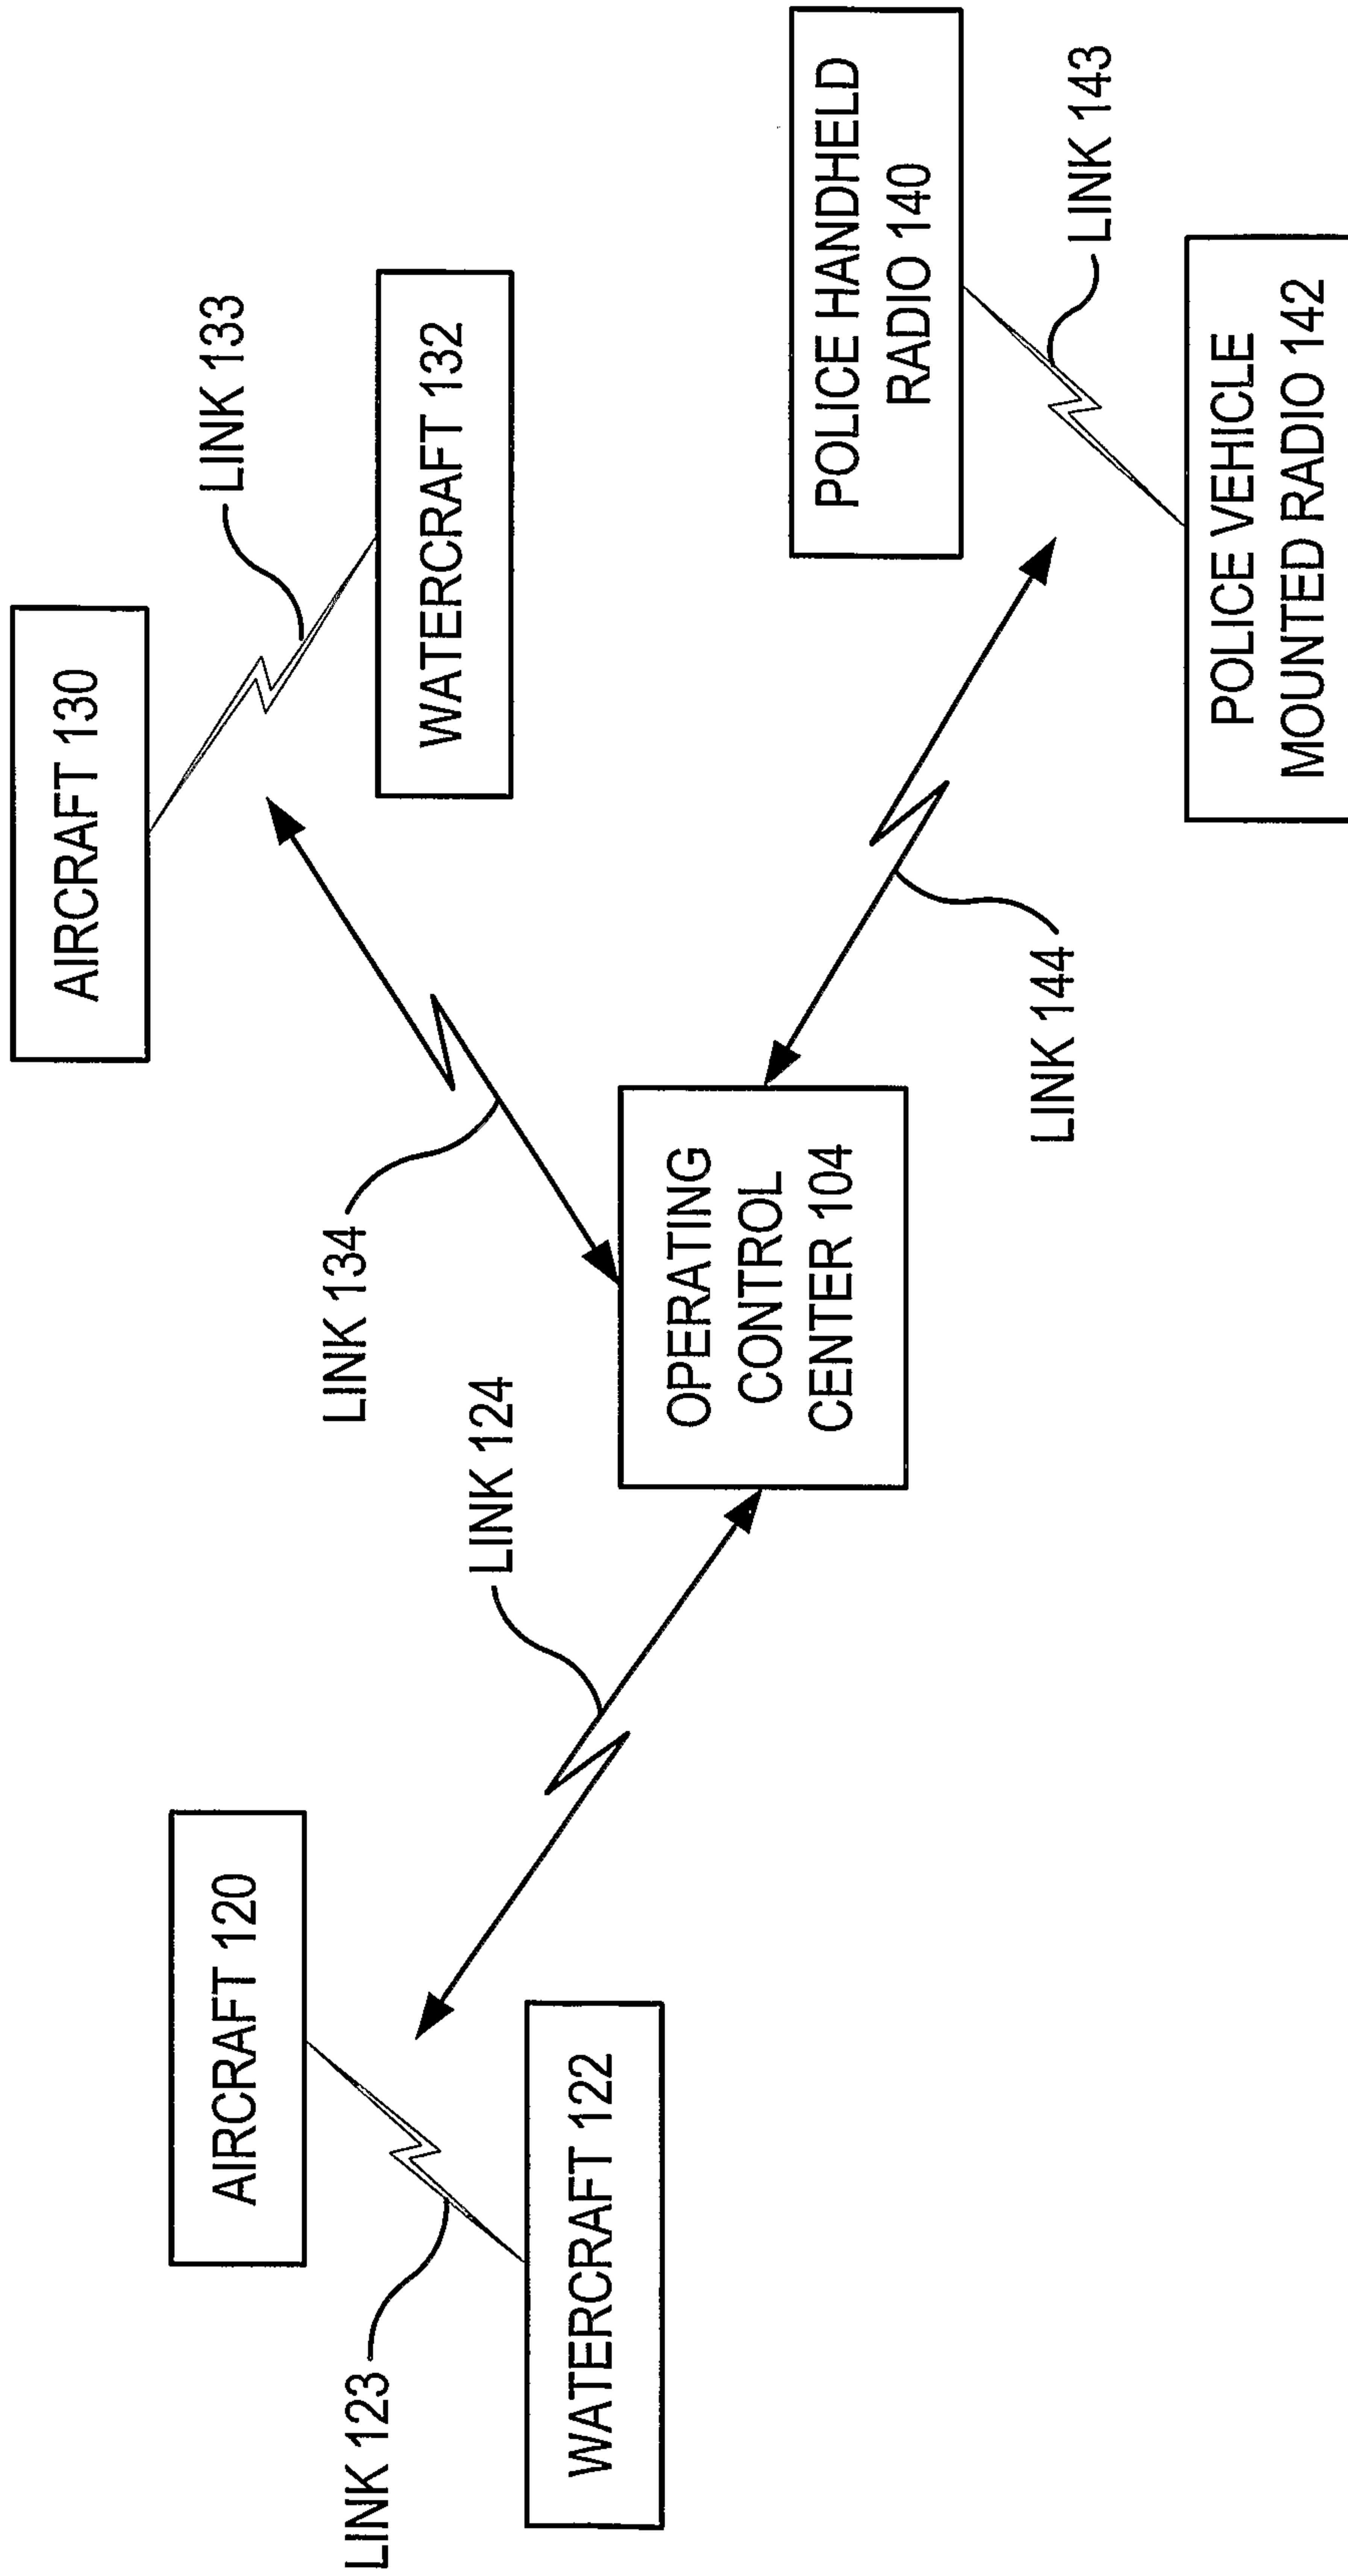 AIRCRAFT 130
LINK 133
AIRCRAFT 120
LINK 134
LINK 123
WATERCRAFT 132
LINK 124
WATERCRAFT 122
OPERATING
CONTROL
CENTER 104
POLICE HANDHELD
RADIO 140
LINK 144
LINK 143
POLICE VEHICLE
MOUNTED RADIO 142